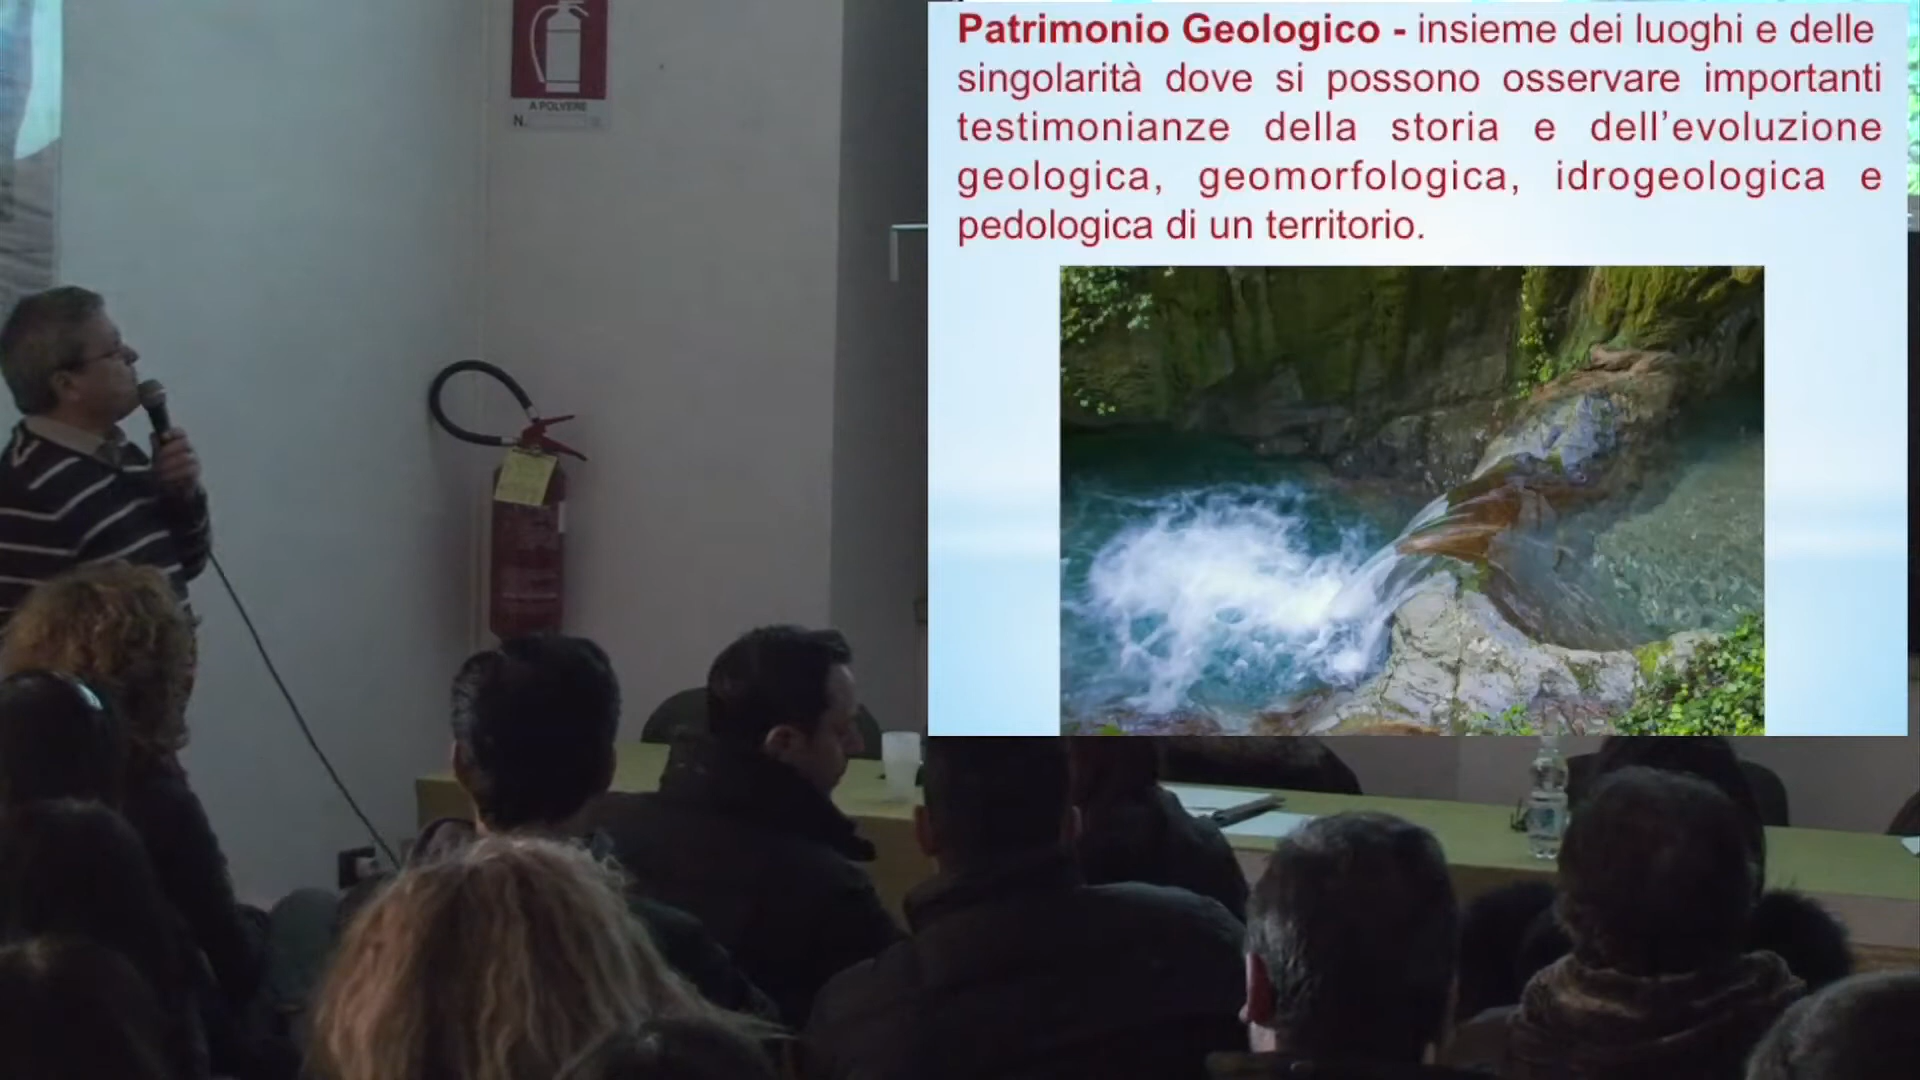 A POLVERE
N.
Patrimonio Geologico - insieme dei luoghi e delle
singolarità dove si possono osservare importanti
testimonianze della storia e dell’evoluzione
geologica, geomorfologica, idrogeologica e
pedologica di un territorio.